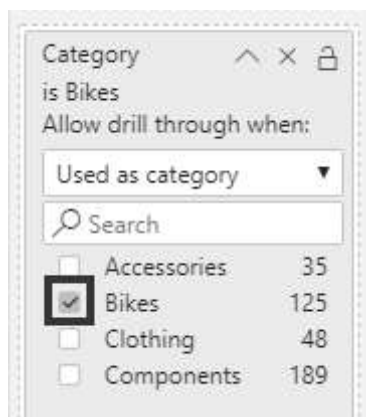 Category
is Bikes
Allow drill through when:
Used as category
Search
Accessories 35
Bikes 125
Clothing 48
Components 189